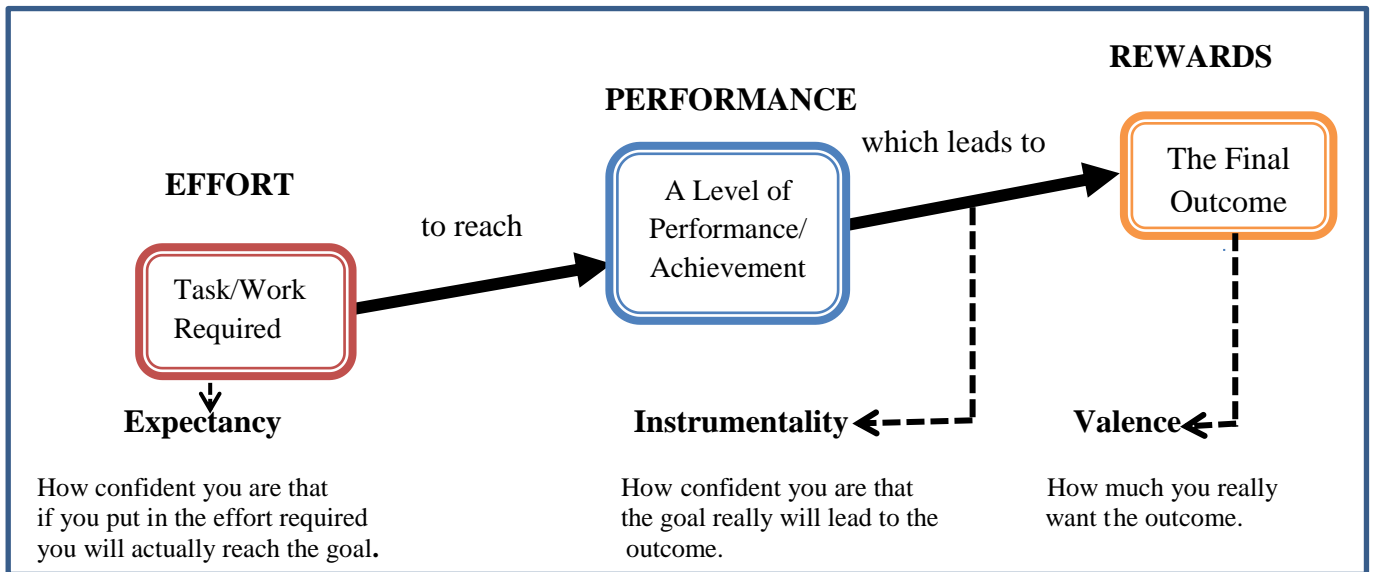 REWARDS
PERFORMANCE
which leads to
The Final
Outcome
EFFORT
A Level of
Performance/
Achievement
to reach
Task/Work
Required
Expectancy
Instrumentality
Valence
How confident you are that
if you put in the effort required
you will actually reach the goal.
How confident you are that
the goal really will lead to the
outcome.
How much you really
want the outcome.